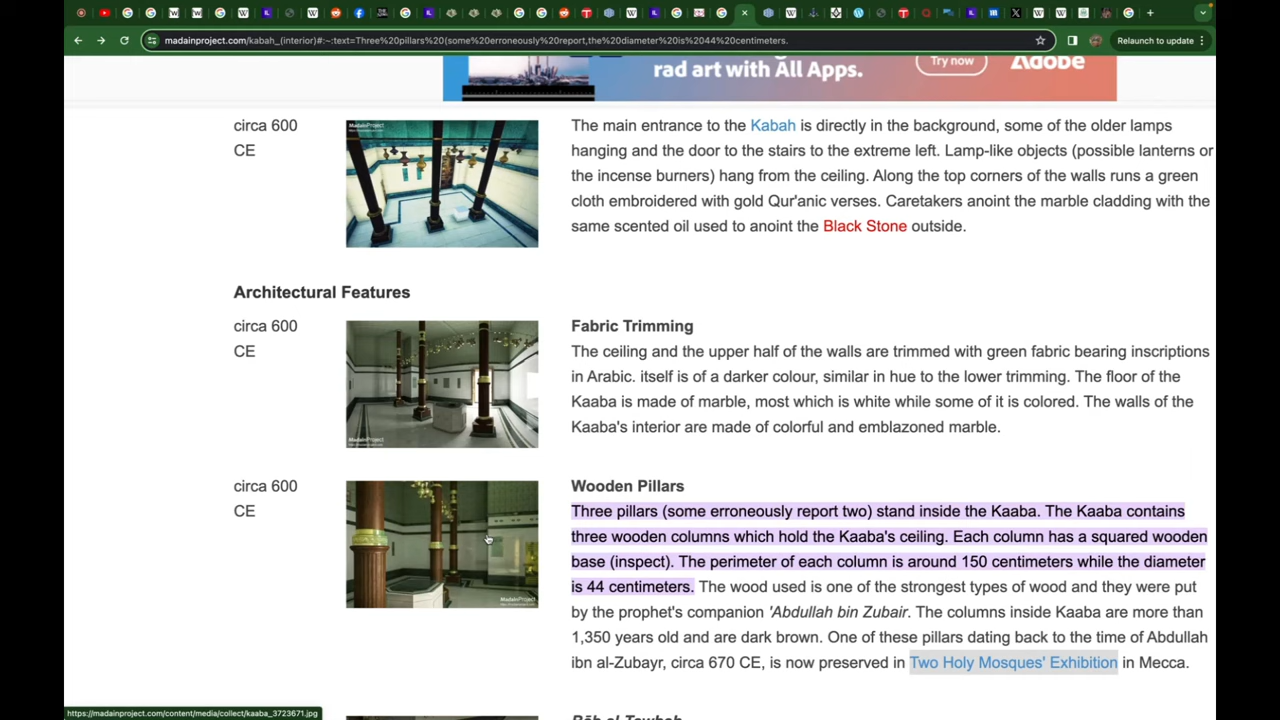 madainproject.com/kabah_(interior)#:~:text=Three%20pillars%20(some%20erroneously%20report,the%20diameter%20is%2044%20centimeters.
Relaunch to update
rad art with All Apps.
Try now
Adobe
circa 600
CE
The main entrance to the Kabah is directly in the background, some of the older lamps
hanging and the door to the stairs to the extreme left. Lamp-like objects (possible lanterns or
the incense burners) hang from the ceiling. Along the top corners of the walls runs a green
cloth embroidered with gold Qur'anic verses. Caretakers anoint the marble cladding with the
same scented oil used to anoint the Black Stone outside.
Architectural Features
circa 600
CE
Fabric Trimming
The ceiling and the upper half of the walls are trimmed with green fabric bearing inscriptions
in Arabic. itself is of a darker colour, similar in hue to the lower trimming. The floor of the
Kaaba is made of marble, most which is white while some of it is colored. The walls of the
Kaaba's interior are made of colorful and emblazoned marble.
circa 600
CE
Wooden Pillars
Three pillars (some erroneously report two) stand inside the Kaaba. The Kaaba contains
three wooden columns which hold the Kaaba's ceiling. Each column has a squared wooden
base (inspect). The perimeter of each column is around 150 centimeters while the diameter
is 44 centimeters. The wood used is one of the strongest types of wood and they were put
by the prophet's companion 'Abdullah bin Zubair. The columns inside Kaaba are more than
1,350 years old and are dark brown. One of these pillars dating back to the time of Abdullah
ibn al-Zubayr, circa 670 CE, is now preserved in Two Holy Mosques' Exhibition in Mecca.
https://madainproject.com/content/media/collect/kaaba_3723671.jpg